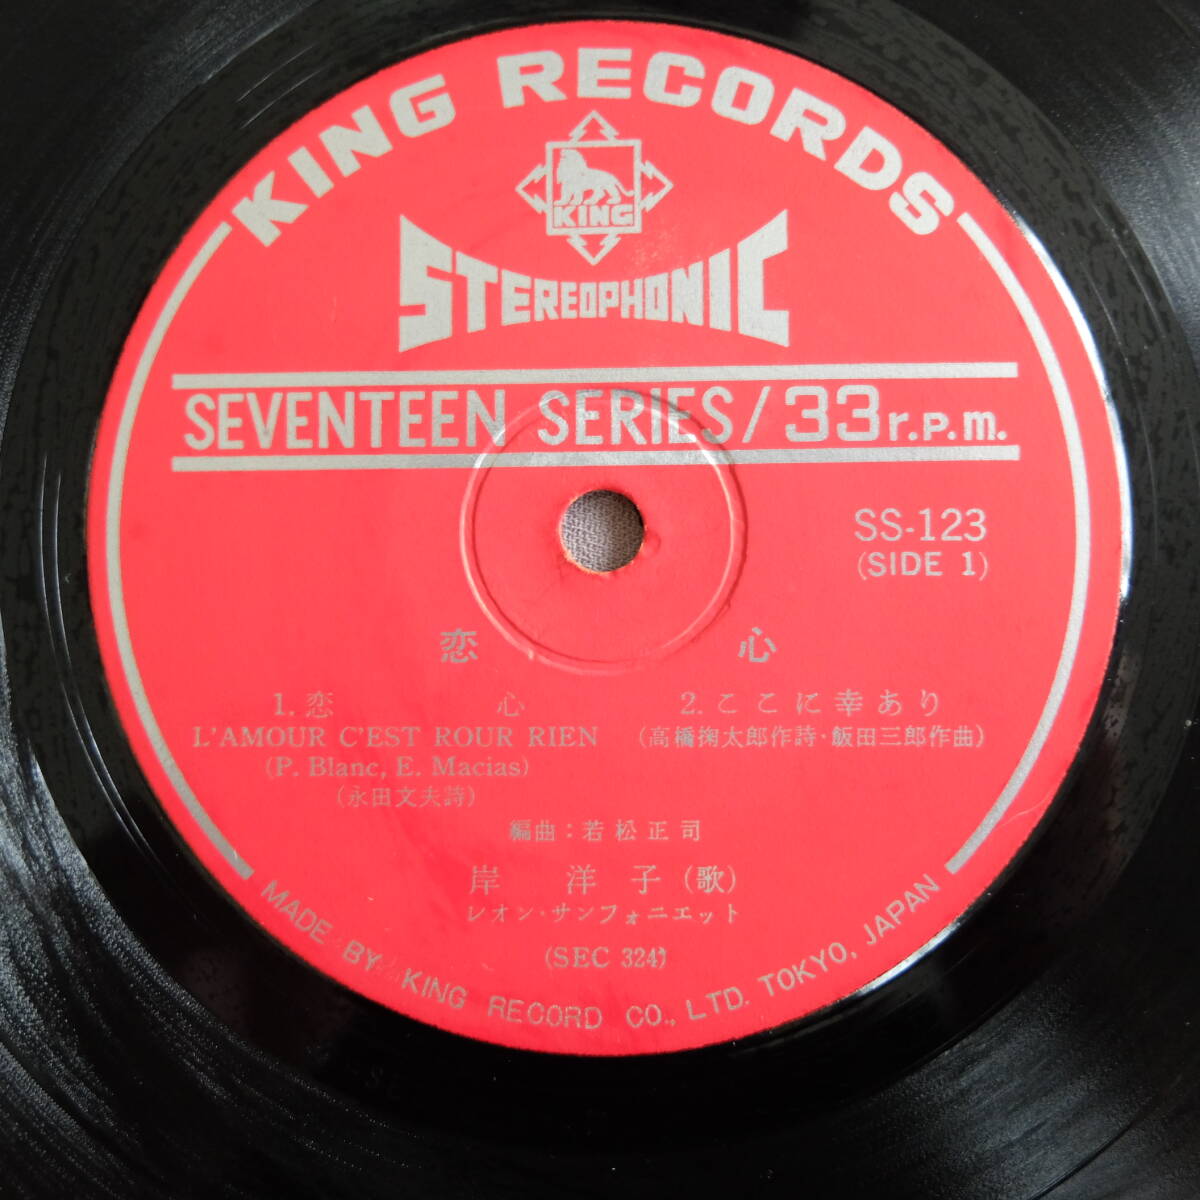 KING RECORDS
KING
STEREOPHONIC
SEVENTEEN SERIES/33r.p.m.
SS-123
(SIDE 1)
恋 心
1. 恋 心
L'AMOUR C'EST ROUR RIEN
(P. Blanc, E. Macias)
(永田文夫詩)
2. ここに幸あり
(高橋掬太郎作詩・飯田三郎作曲)
編曲：若松正司
岸 洋子(歌)
レオン・サンフォニエット
(SEC 324)
MADE BY KING RECORD CO., LTD. TOKYO, JAPAN